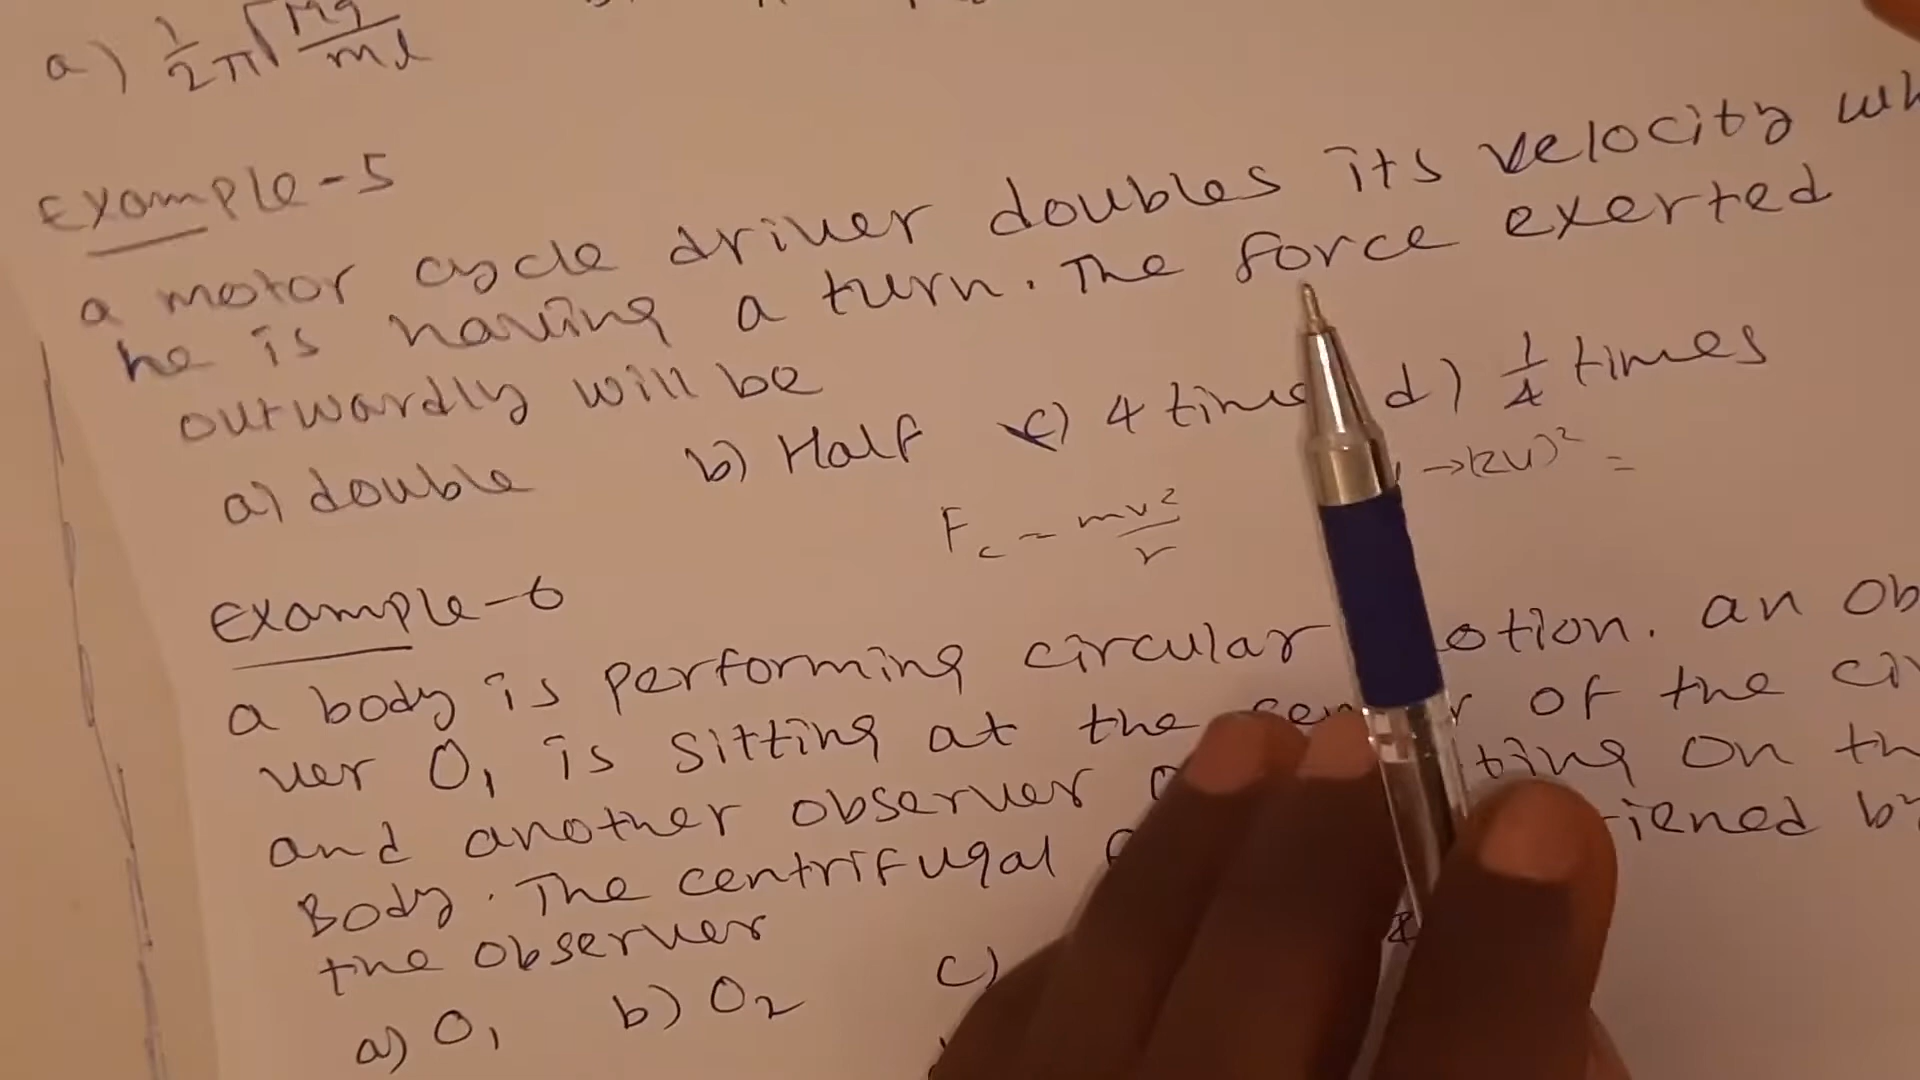 a) 1/2π √Mg/ml
Example-5
a motor cycle driver doubles its velocity
he is having a turn. The force exerted
outwardly will be
a) double b) Half c) 4 times d) 1/4 times
Fc = mv²/r → (2v)² =
Example-6
a body is performing circular otion. an Ob
ver O₁ is sitting at the of the ci
and another observer ting on th
Body. The centrifugal riened by
the observer
a) O₁ b) O₂ c)